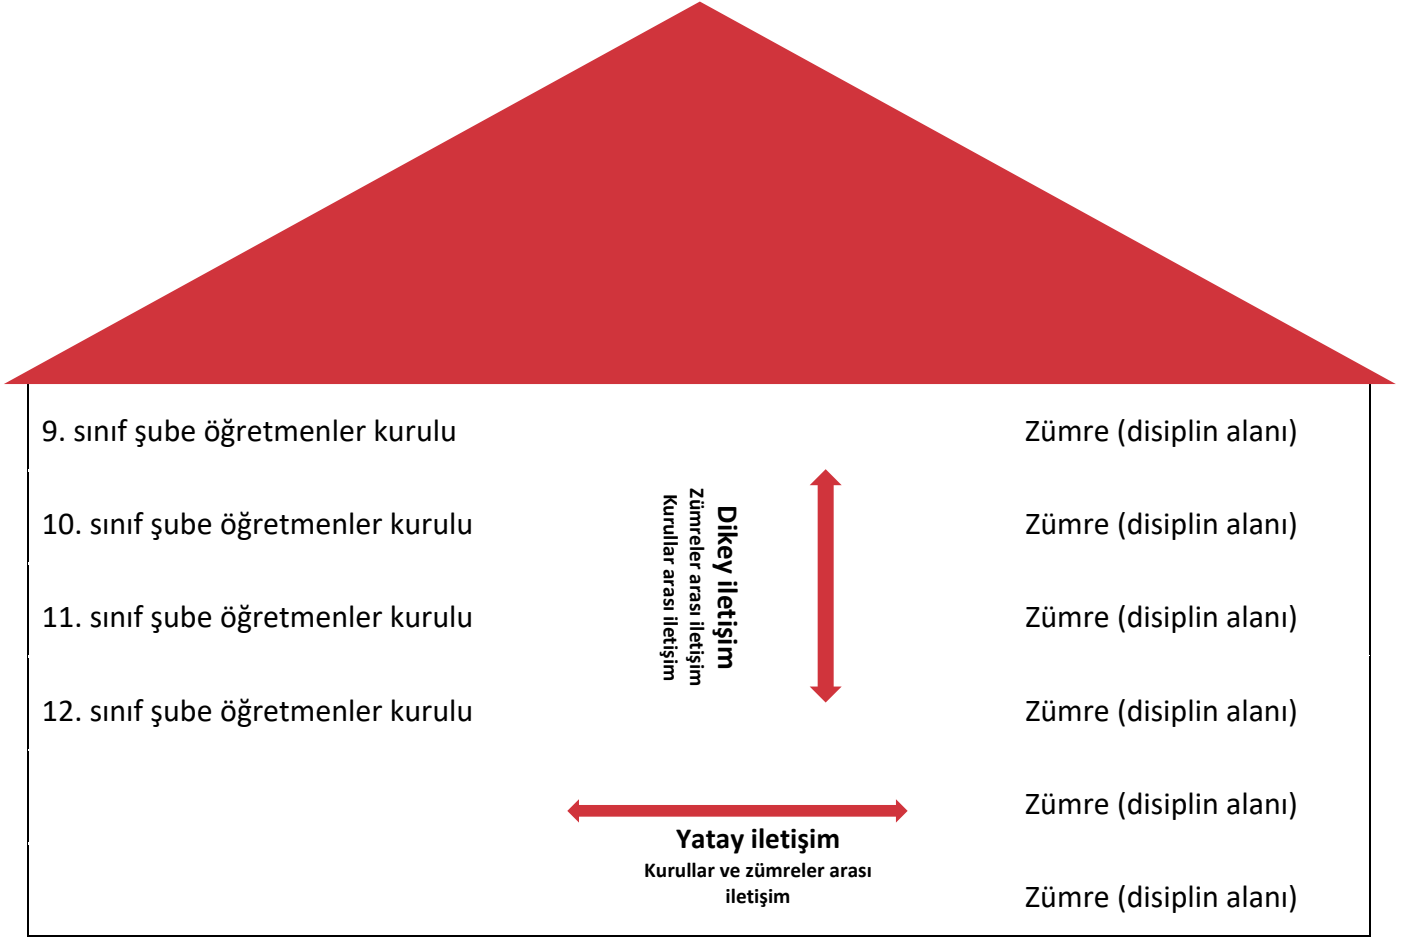 9. sınıf şube öğretmenler kurulu
10. sınıf şube öğretmenler kurulu
11. sınıf şube öğretmenler kurulu
12. sınıf şube öğretmenler kurulu
Dikey iletişim
Zümreler arası iletişim
Kurullar arası iletişim
Yatay iletişim
Kurullar ve zümreler arası
iletişim
Zümre (disiplin alanı)
Zümre (disiplin alanı)
Zümre (disiplin alanı)
Zümre (disiplin alanı)
Zümre (disiplin alanı)
Zümre (disiplin alanı)